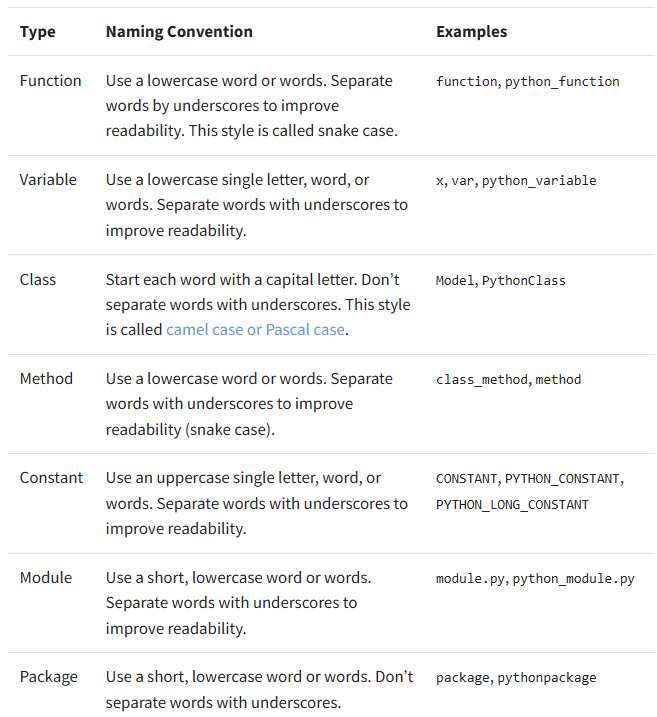 Type Naming Convention Examples
Function Use a lowercase word or words. Separate function, python_function
words by underscores to improve
readability. This style is called snake case.
Variable Use a lowercase single letter, word, or x, var, python_variable
words. Separate words with underscores to
improve readability.
Class Start each word with a capital letter. Don’t Model, PythonClass
separate words with underscores. This style
is called camel case or Pascal case.
Method Use a lowercase word or words. Separate class_method, method
words with underscores to improve
readability (snake case).
Constant Use an uppercase single letter, word, or CONSTANT, PYTHON_CONSTANT,
words. Separate words with underscores to PYTHON_LONG_CONSTANT
improve readability.
Module Use a short, lowercase word or words. module.py, python_module.py
Separate words with underscores to
improve readability.
Package Use a short, lowercase word or words. Don’t package, pythonpackage
separate words with underscores.